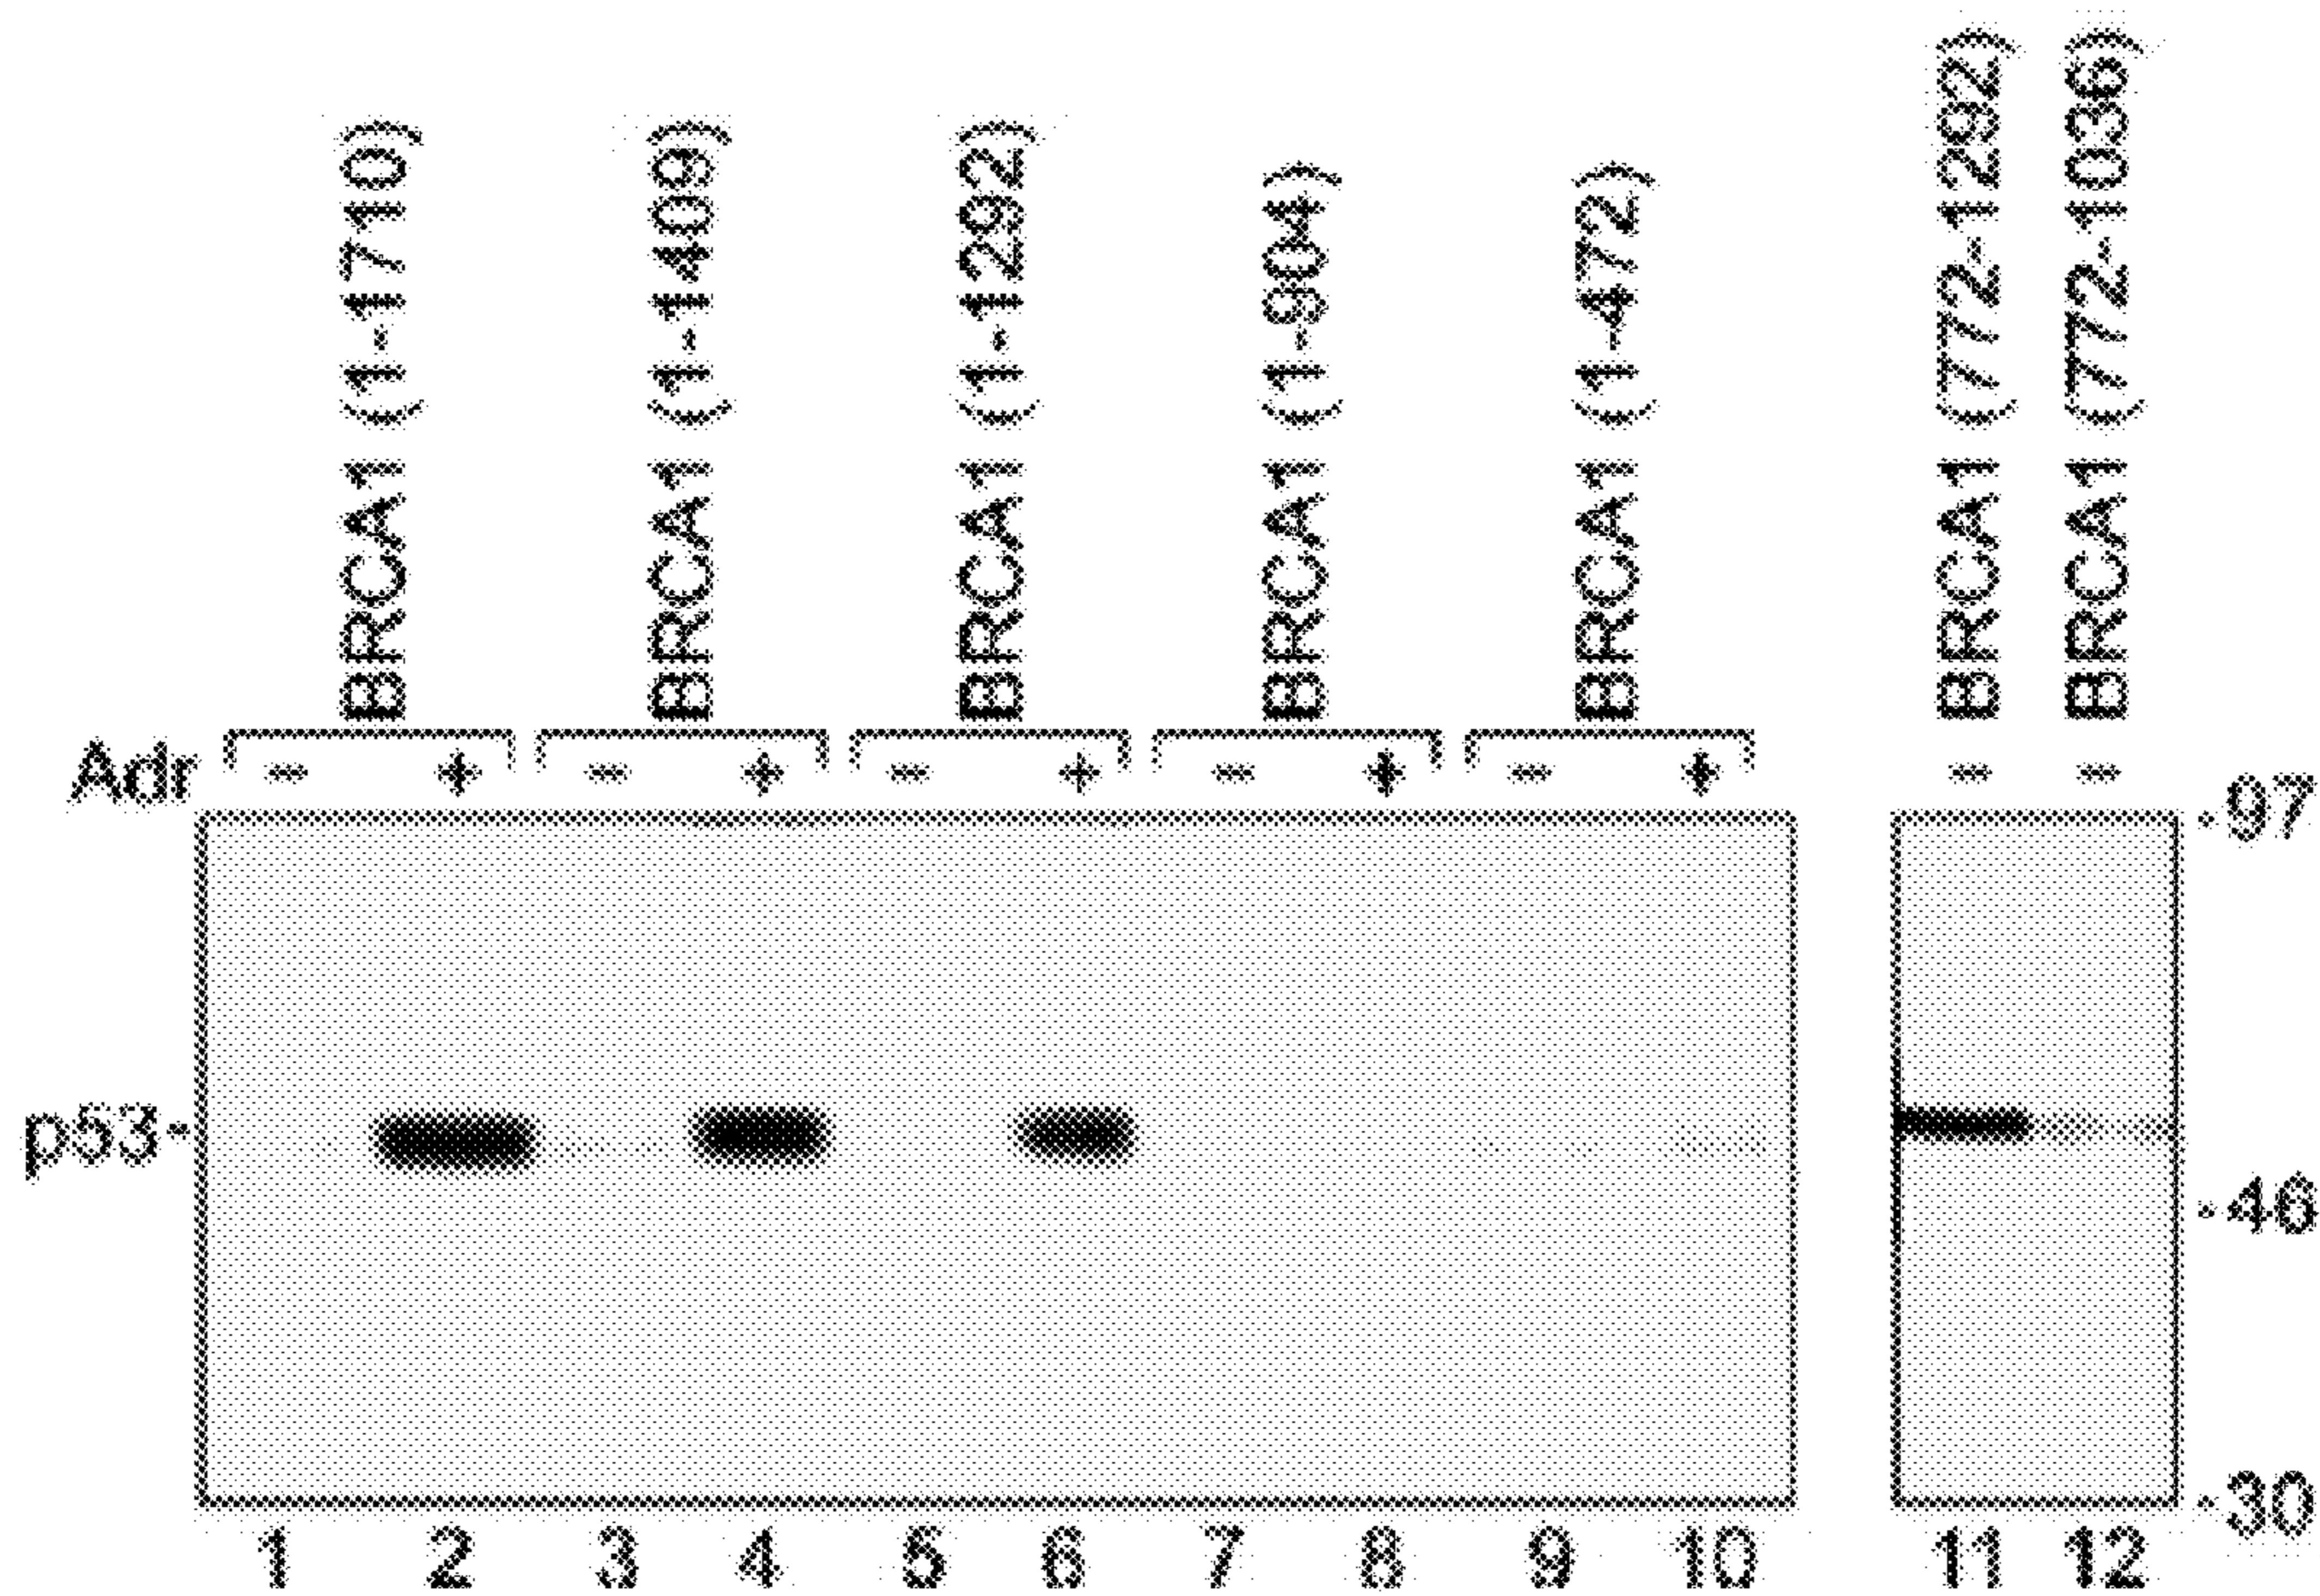 BRCA1 (1-1710)
BRCA1 (1-1409)
BRCA1 (1-1292)
BRCA1 (1-904)
BRCA1 (1-472)
BRCA1 (772-1292)
BRCA1 (772-1036)
Adr - + - + - + - + - + - -
97
p53-
46
30
1 2 3 4 5 6 7 8 9 10 11 12